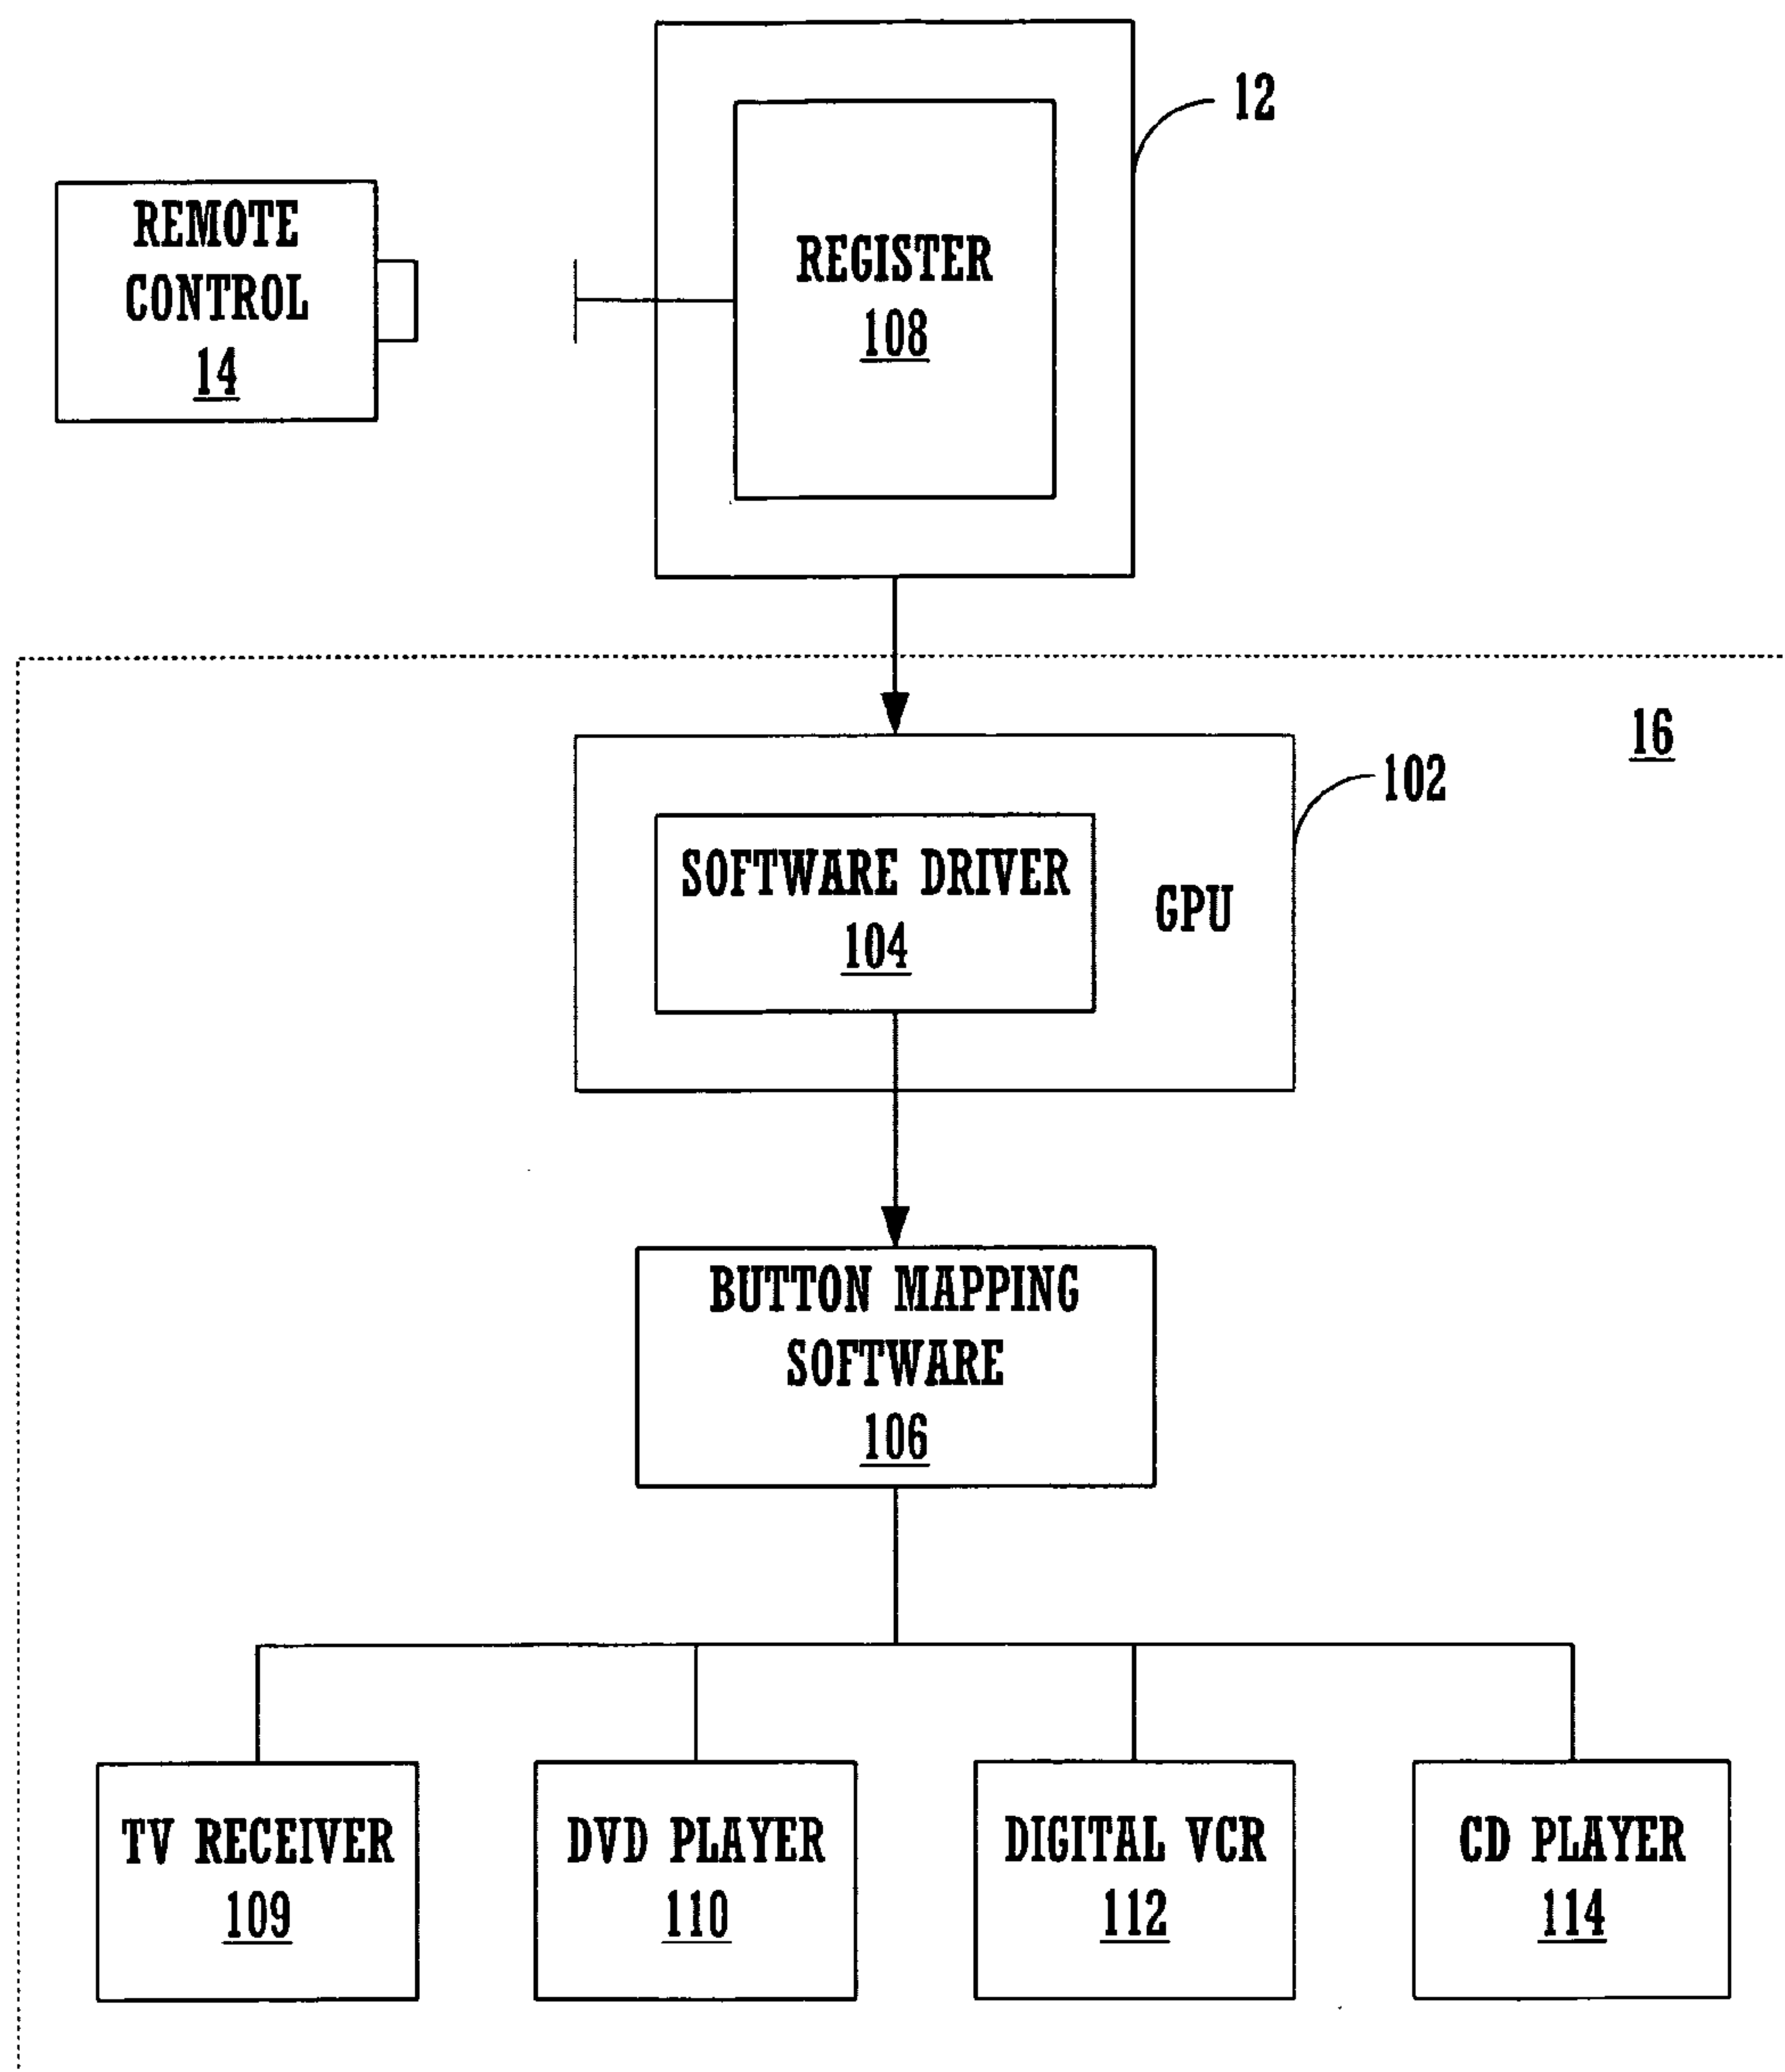 12
REMOTE
CONTROL
14
REGISTER
108
16
102
SOFTWARE DRIVER
104
GPU
BUTTON MAPPING
SOFTWARE
106
TV RECEIVER
109
DVD PLAYER
110
DIGITAL VCR
112
CD PLAYER
114